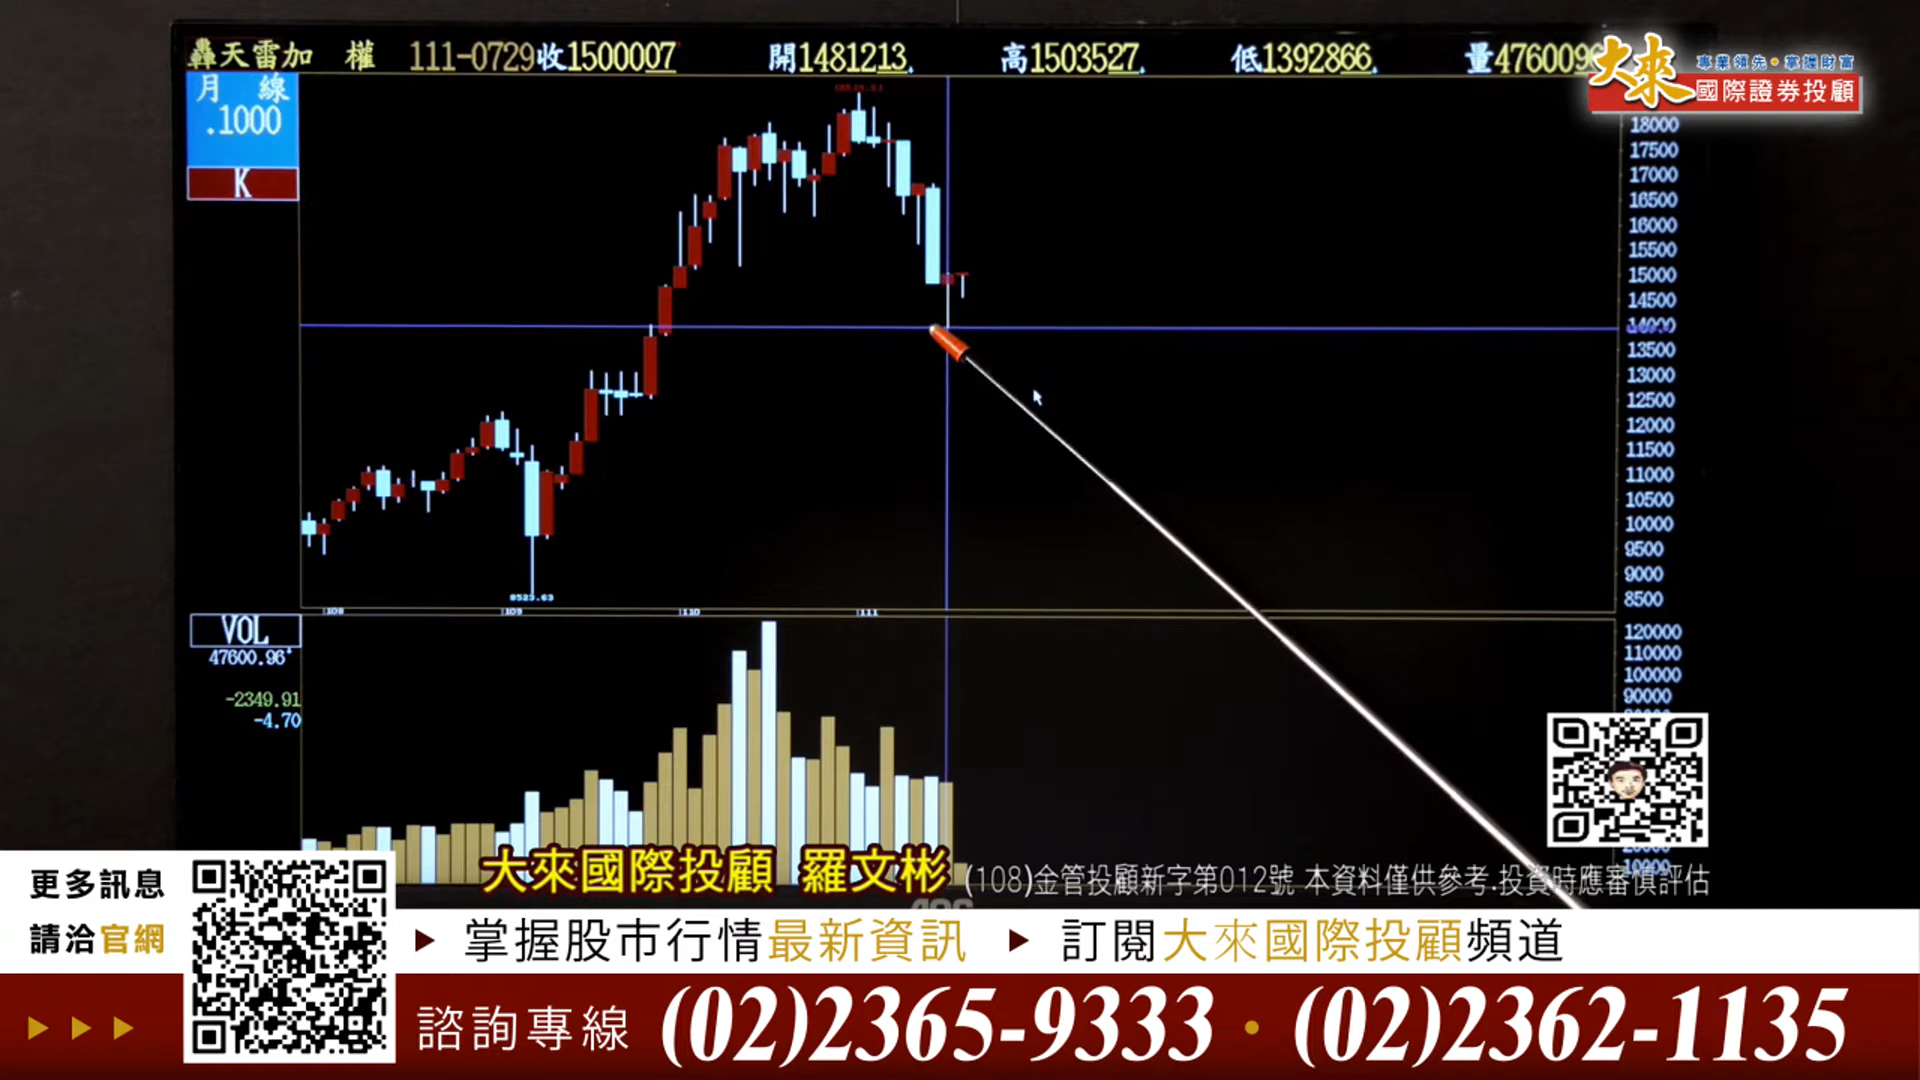 轟天雷加 權 111-0729收1500007 開1481213 高1503527 低1392866 量4760096
大來
專業領先•掌握財富
國際證券投顧
月 線
.1000
K
18000
17500
17000
16500
16000
15500
15000
14500
14000
13500
13000
12500
12000
11500
11000
10500
10000
9500
9000
8500
8523.63
108 109 110 111
VOL
47600.96
-2349.91
-4.70
120000
110000
100000
90000
大來國際投顧 羅文彬
(108)金管投顧新字第012號 本資料僅供參考.投資時應審慎評估
更多訊息
請洽官網
掌握股市行情最新資訊 訂閱大來國際投顧頻道
諮詢專線 (02)2365-9333 • (02)2362-1135